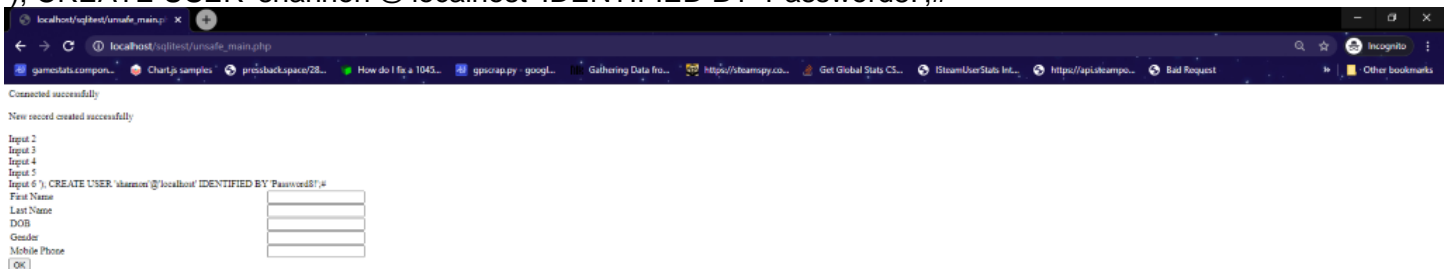 ); CREATE USER 'shannon'@'localhost' IDENTIFIED BY 'Password8!';#
localhost/sqlitest/unsafe_main.p
localhost/sqlitest/unsafe_main.php
Incognito
gamestats.compon... Chart.js samples pressback.space/28... How do I fix a 1045... gpscrap.py - googl... Gathering Data fro... https://steamspy.co... Get Global Stats CS... ISteamUserStats Int... https://api.steampo... Bad Request Other bookmarks
Connected successfully
New record created successfully
Input 2
Input 3
Input 4
Input 5
Input 6 '); CREATE USER 'shannon'@'localhost' IDENTIFIED BY 'Password8!';#
First Name
Last Name
DOB
Gender
Mobile Phone
OK